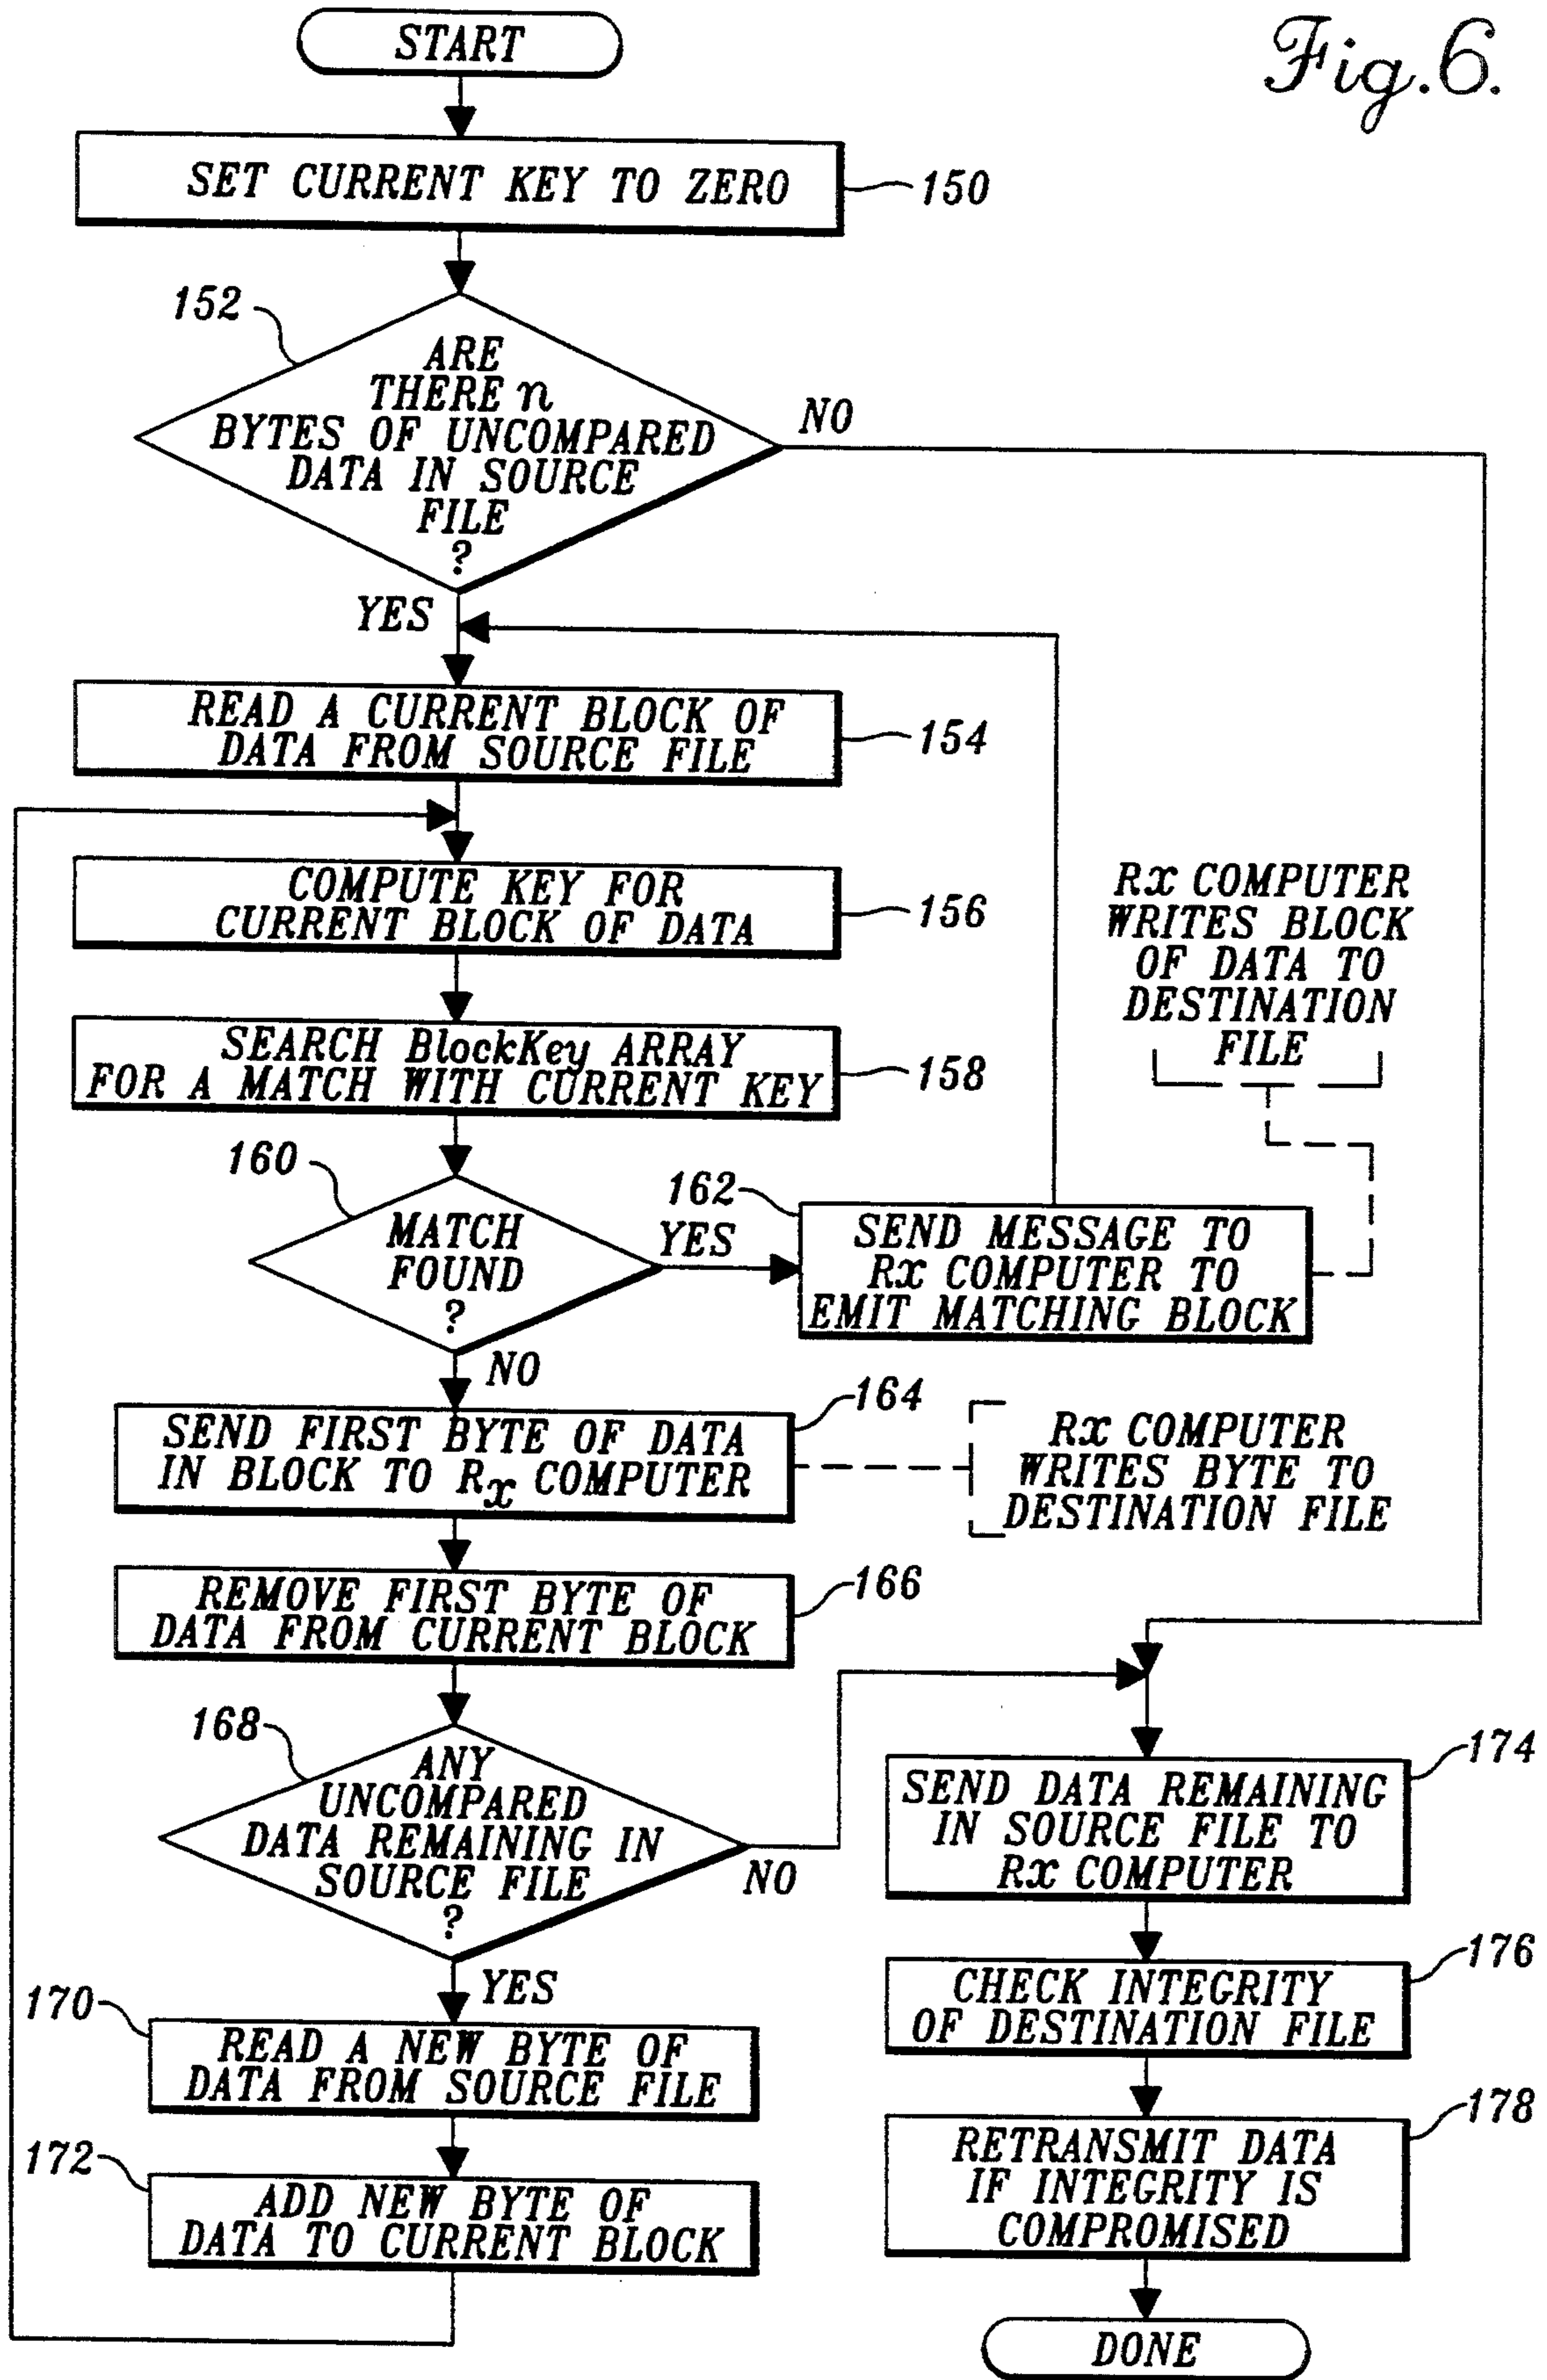 Fig.6.
START
SET CURRENT KEY TO ZERO
150
152
ARE
THERE n
BYTES OF UNCOMPARED
DATA IN SOURCE
FILE
?
NO
YES
READ A CURRENT BLOCK OF
DATA FROM SOURCE FILE
154
COMPUTE KEY FOR
CURRENT BLOCK OF DATA
156
RX COMPUTER
WRITES BLOCK
OF DATA TO
DESTINATION
FILE
SEARCH BlockKey ARRAY
FOR A MATCH WITH CURRENT KEY
158
160
MATCH
FOUND
?
YES
162
SEND MESSAGE TO
RX COMPUTER TO
EMIT MATCHING BLOCK
NO
164
SEND FIRST BYTE OF DATA
IN BLOCK TO Rx COMPUTER
RX COMPUTER
WRITES BYTE TO
DESTINATION FILE
166
REMOVE FIRST BYTE OF
DATA FROM CURRENT BLOCK
168
ANY
UNCOMPARED
DATA REMAINING IN
SOURCE FILE
?
NO
YES
174
SEND DATA REMAINING
IN SOURCE FILE TO
RX COMPUTER
170
READ A NEW BYTE OF
DATA FROM SOURCE FILE
176
CHECK INTEGRITY
OF DESTINATION FILE
172
ADD NEW BYTE OF
DATA TO CURRENT BLOCK
178
RETRANSMIT DATA
IF INTEGRITY IS
COMPROMISED
DONE